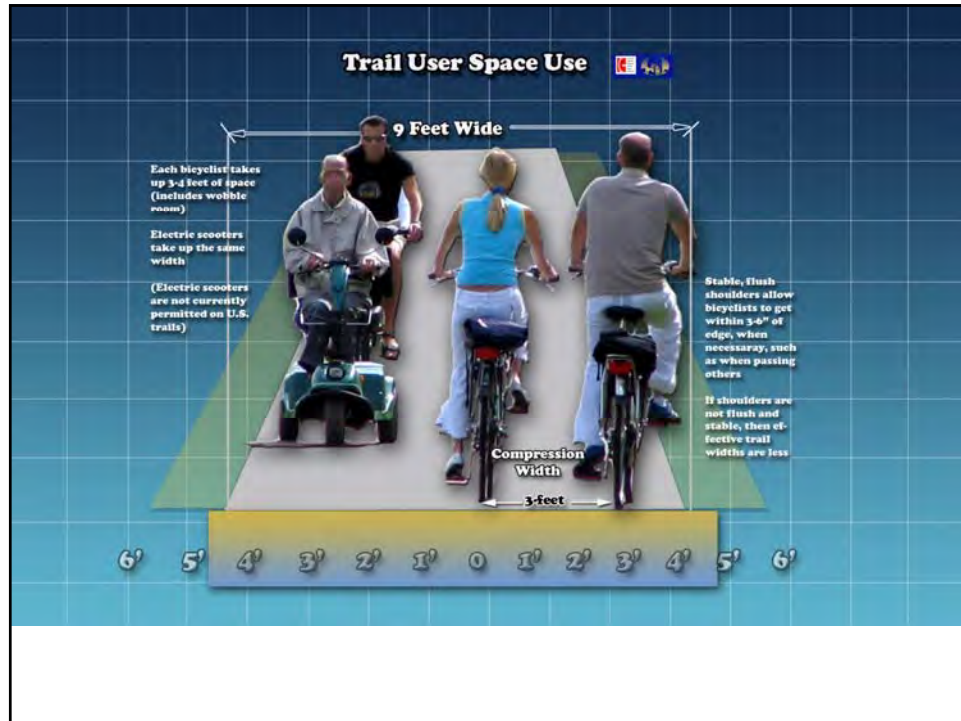 Trail User Space Use
9 Feet Wide
Each bicyclist takes
up 3-4 feet of space
(includes wobble
room)
Electric scooters
take up the same
width
(Electric scooters
are not currently
permitted on U.S.
trails)
Stable, flush
shoulders allow
bicyclists to get
within 3-6” of
edge, when
necessaray, such
as when passing
others
If shoulders are
not flush and
stable, then ef-
fective trail
widths are less
Compression
Width
3-feet
6' 5' 4' 3' 2' 1' 0 1' 2' 3' 4' 5' 6'